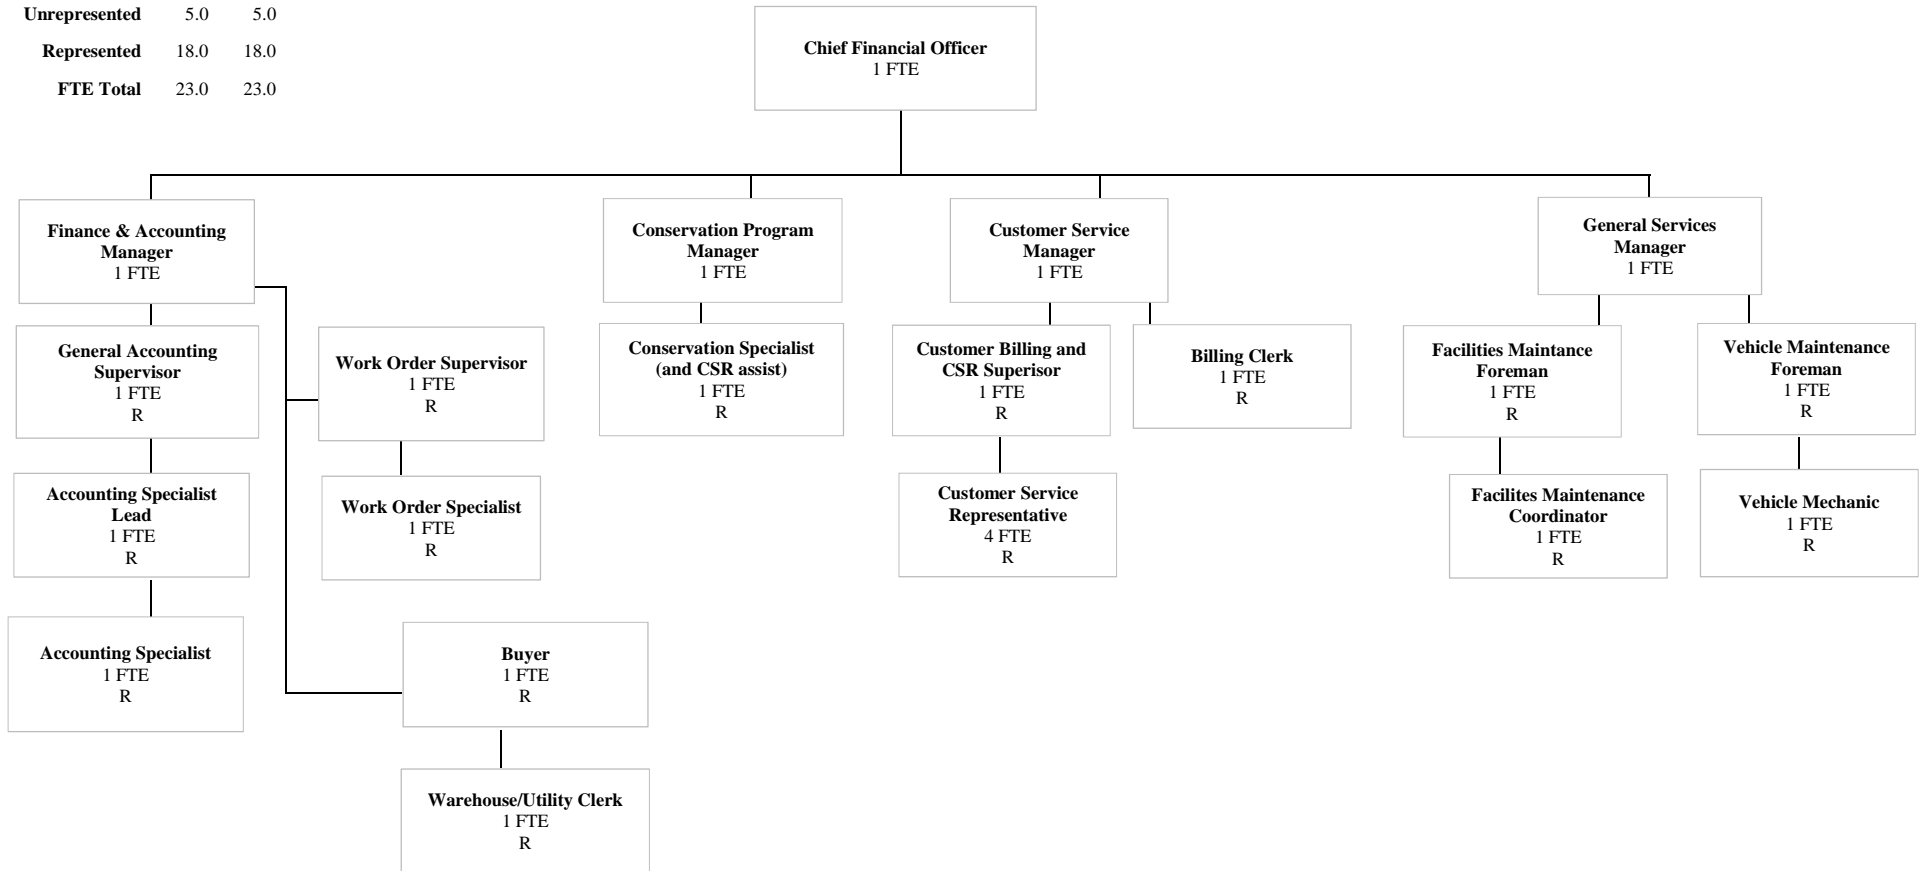 Unrepresented 5.0 5.0
Represented 18.0 18.0
FTE Total 23.0 23.0
Chief Financial Officer
1 FTE
Finance & Accounting
Manager
1 FTE
Conservation Program
Manager
1 FTE
Customer Service
Manager
1 FTE
General Services
Manager
1 FTE
General Accounting
Supervisor
1 FTE
R
Work Order Supervisor
1 FTE
R
Conservation Specialist
(and CSR assist)
1 FTE
R
Customer Billing and
CSR Superisor
1 FTE
R
Billing Clerk
1 FTE
R
Facilities Maintance
Foreman
1 FTE
R
Vehicle Maintenance
Foreman
1 FTE
R
Accounting Specialist
Lead
1 FTE
R
Work Order Specialist
1 FTE
R
Customer Service
Representative
4 FTE
R
Facilites Maintenance
Coordinator
1 FTE
R
Vehicle Mechanic
1 FTE
R
Accounting Specialist
1 FTE
R
Buyer
1 FTE
R
Warehouse/Utility Clerk
1 FTE
R